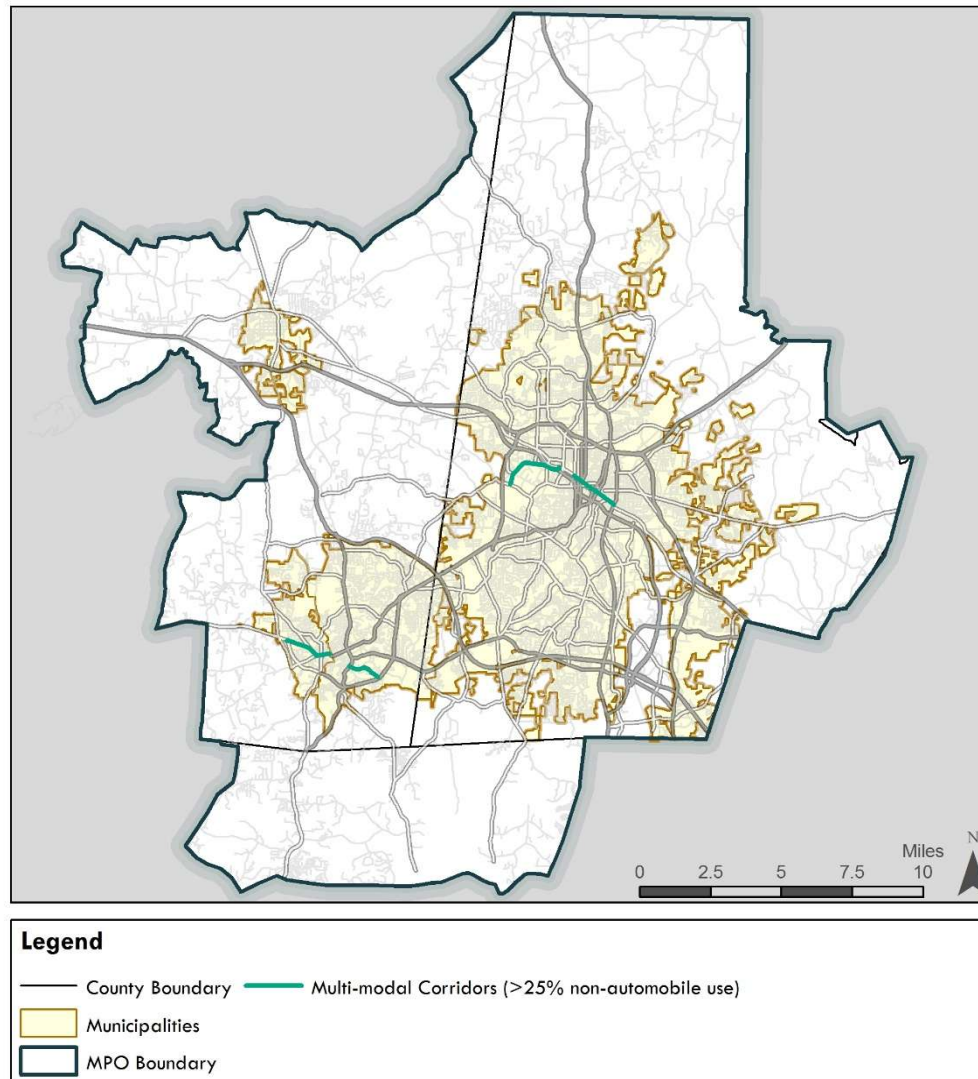 N
Miles
0 2.5 5 7.5 10
Legend
County Boundary Multi-modal Corridors (>25% non-automobile use)
Municipalities
MPO Boundary